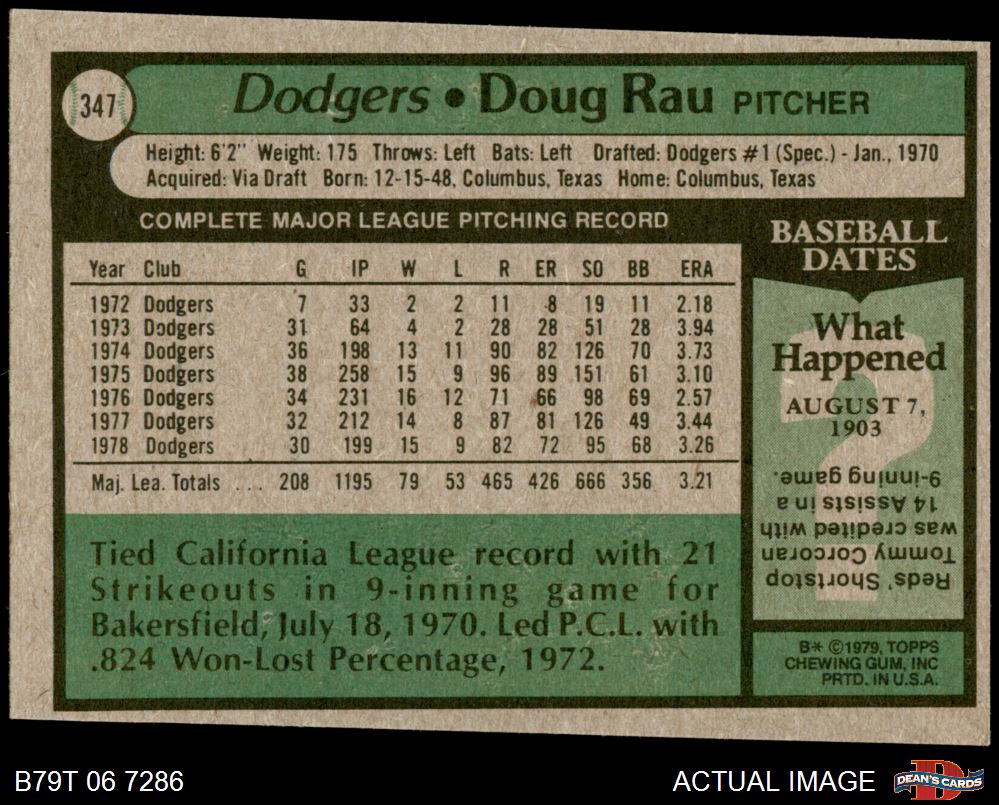 347
Dodgers • Doug Rau PITCHER
Height: 6'2" Weight: 175 Throws: Left Bats: Left Drafted: Dodgers #1 (Spec.) - Jan., 1970
Acquired: Via Draft Born: 12-15-48, Columbus, Texas Home: Columbus, Texas
COMPLETE MAJOR LEAGUE PITCHING RECORD
Year Club G IP W L R ER SO BB ERA
1972 Dodgers 7 33 2 2 11 8 19 11 2.18
1973 Dodgers 31 64 4 2 28 28 51 28 3.94
1974 Dodgers 36 198 13 11 90 82 126 70 3.73
1975 Dodgers 38 258 15 9 96 89 151 61 3.10
1976 Dodgers 34 231 16 12 71 66 98 69 2.57
1977 Dodgers 32 212 14 8 87 81 126 49 3.44
1978 Dodgers 30 199 15 9 82 72 95 68 3.26
Maj. Lea. Totals . . . 208 1195 79 53 465 426 666 356 3.21
Tied California League record with 21
Strikeouts in 9-inning game for
Bakersfield, July 18, 1970. Led P.C.L. with
.824 Won-Lost Percentage, 1972.
BASEBALL
DATES
What
Happened
AUGUST 7,
1903
Reds' Shortstop
Tommy Corcoran
was credited with
14 Assists in a
9-inning game.
B* ©1979, TOPPS
CHEWING GUM, INC
PRTD. IN U.S.A.
B79T 06 7286
ACTUAL IMAGE
DEAN'S CARDS